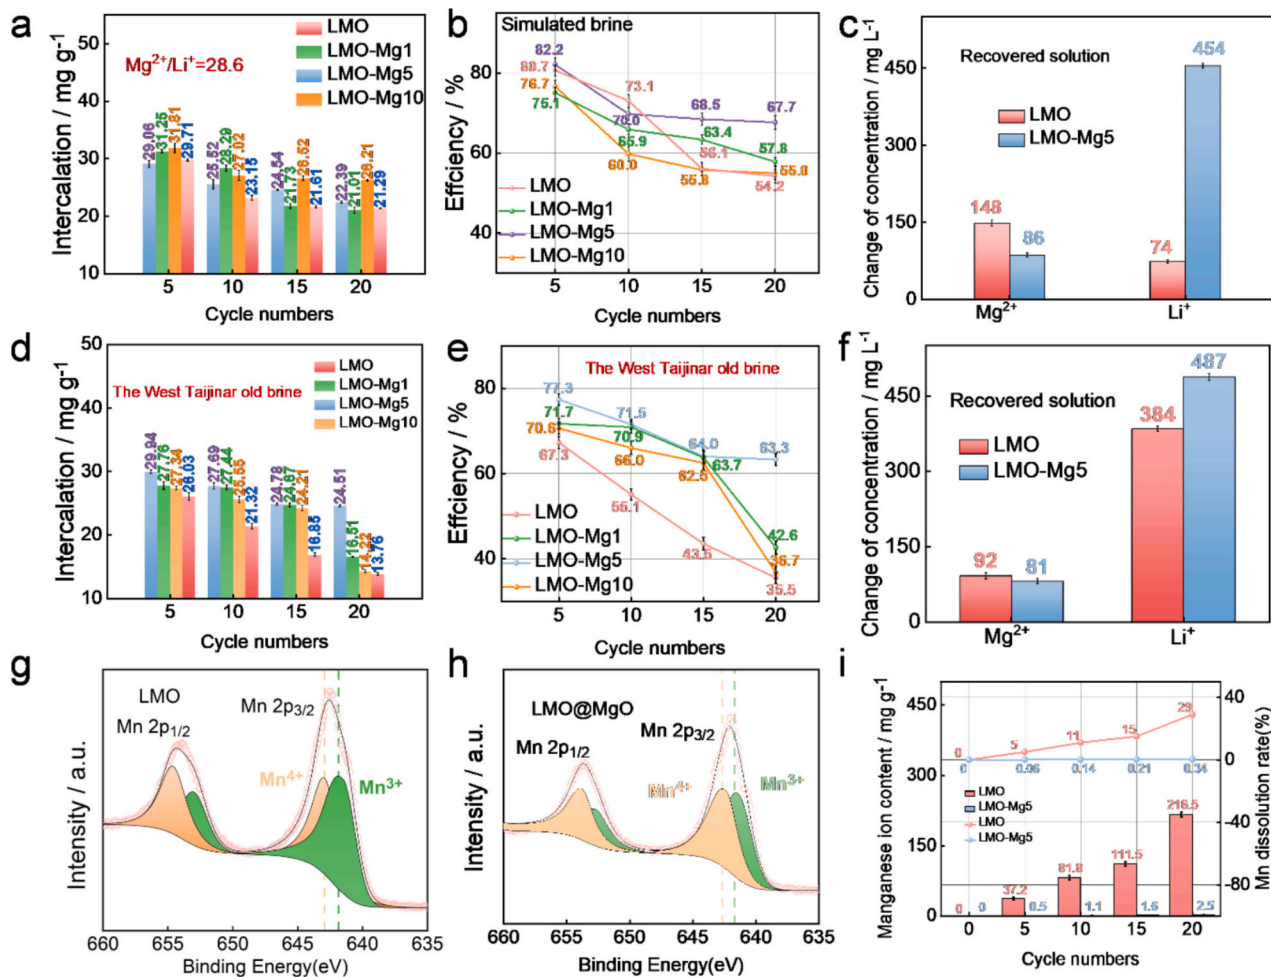 a
Intercalation / mg g⁻¹
50
40
30
20
10
Mg²⁺/Li⁺=28.6
LMO
LMO-Mg1
LMO-Mg5
LMO-Mg10
29.06
31.25
31.81
29.71
25.52
28.29
27.02
23.15
24.54
21.73
26.52
21.61
22.39
21.01
26.21
21.29
5
10
15
20
Cycle numbers
b
Simulated brine
Effciency / %
80
60
40
82.2
76.7
75.1
73.1
70.0
65.9
60.0
68.5
63.4
56.1
67.7
57.8
54.2
LMO
LMO-Mg1
LMO-Mg5
LMO-Mg10
5
10
15
20
Cycle numbers
c
Change of concentration / mg L⁻¹
450
300
150
0
Recovered solution
LMO
LMO-Mg5
148
86
74
454
Mg²⁺
Li⁺
d
Intercalation / mg g⁻¹
50
40
30
20
10
The West Taijinar old brine
LMO
LMO-Mg1
LMO-Mg5
LMO-Mg10
29.94
27.76
27.34
26.03
27.69
27.44
25.55
21.32
24.78
24.67
24.21
16.85
24.51
16.51
14.22
13.76
5
10
15
20
Cycle numbers
e
The West Taijinar old brine
Effciency / %
80
60
40
77.3
71.7
70.6
67.3
71.5
70.9
66.0
55.1
64.0
63.7
62.5
43.5
63.3
42.6
36.7
35.5
LMO
LMO-Mg1
LMO-Mg5
LMO-Mg10
5
10
15
20
Cycle numbers
f
Change of concentration / mg L⁻¹
450
300
150
0
Recovered solution
LMO
LMO-Mg5
92
81
384
487
Mg²⁺
Li⁺
g
LMO
Mn 2p₁/₂
Mn 2p₃/₂
Mn⁴⁺
Mn³⁺
Intensity / a.u.
660
655
650
645
640
635
Binding Energy(eV)
h
LMO@MgO
Mn 2p₁/₂
Mn 2p₃/₂
Mn⁴⁺
Mn³⁺
Intensity / a.u.
660
655
650
645
640
635
Binding Energy(eV)
i
Manganese ion content / mg g⁻¹
450
300
150
0
Mn dissolution rate(%)
40
0
-40
-80
0
5
11
15
29
0
0.06
0.14
0.21
0.34
LMO
LMO-Mg5
LMO
LMO-Mg5
0
0
37.2
0.5
81.8
1.1
111.5
1.6
216.5
2.5
0
5
10
15
20
Cycle numbers